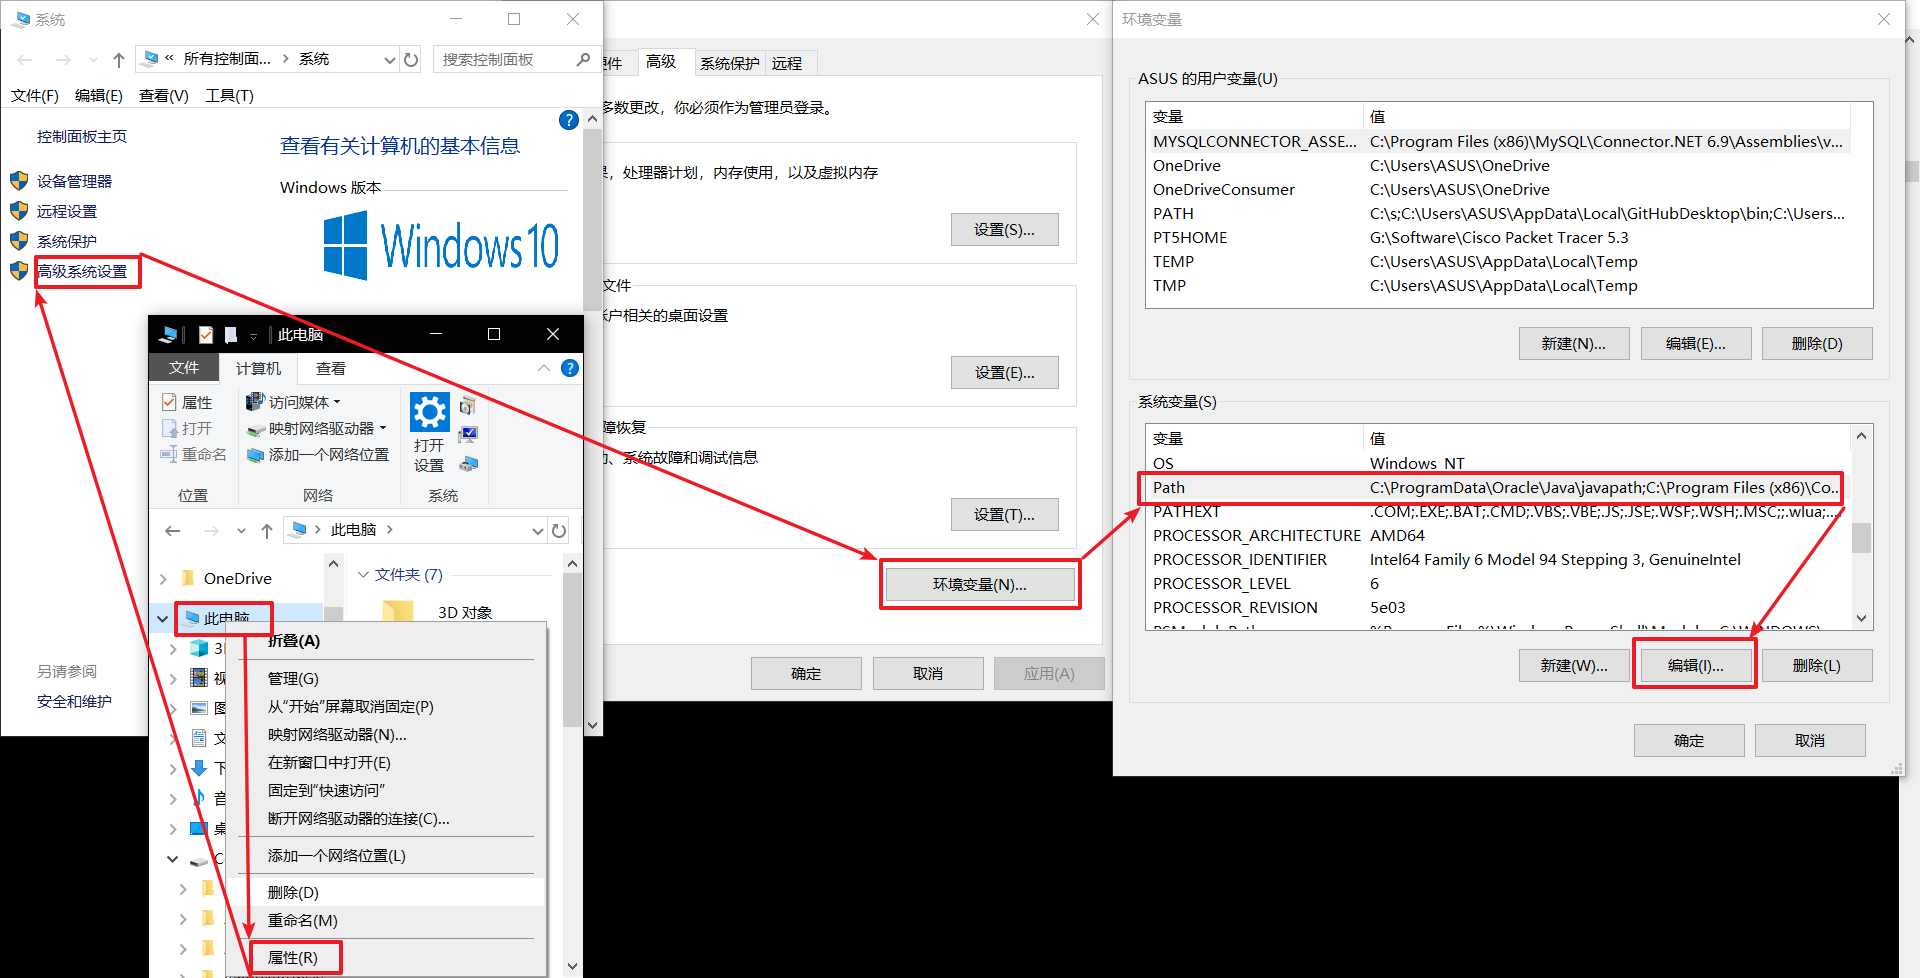 系统
« 所有控制面... › 系统
搜索控制面板
文件(F) 编辑(E) 查看(V) 工具(T)
控制面板主页
设备管理器
远程设置
系统保护
高级系统设置
另请参阅
安全和维护
查看有关计算机的基本信息
Windows 版本
Windows 10
此电脑
文件 计算机 查看
属性
打开
重命名
位置
访问媒体
映射网络驱动器
添加一个网络位置
网络
打开
设置
系统
此电脑
OneDrive
此电脑
文件夹 (7)
3D 对象
折叠(A)
管理(G)
从“开始”屏幕取消固定(P)
映射网络驱动器(N)...
在新窗口中打开(E)
固定到“快速访问”
断开网络驱动器的连接(C)...
添加一个网络位置(L)
删除(D)
重命名(M)
属性(R)
件 高级 系统保护 远程
多数更改，你必须作为管理员登录。
，处理器计划，内存使用，以及虚拟内存
设置(S)...
文件
户相关的桌面设置
设置(E)...
障恢复
、系统故障和调试信息
设置(T)...
环境变量(N)...
确定 取消 应用(A)
环境变量
ASUS 的用户变量(U)
变量 值
MYSQLCONNECTOR_ASSE... C:\Program Files (x86)\MySQL\Connector.NET 6.9\Assemblies\v...
OneDrive C:\Users\ASUS\OneDrive
OneDriveConsumer C:\Users\ASUS\OneDrive
PATH C:\s;C:\Users\ASUS\AppData\Local\GitHubDesktop\bin;C:\Users...
PT5HOME G:\Software\Cisco Packet Tracer 5.3
TEMP C:\Users\ASUS\AppData\Local\Temp
TMP C:\Users\ASUS\AppData\Local\Temp
新建(N)... 编辑(E)... 删除(D)
系统变量(S)
变量 值
OS Windows_NT
Path C:\ProgramData\Oracle\Java\javapath;C:\Program Files (x86)\Co...
PATHEXT .COM;.EXE;.BAT;.CMD;.VBS;.VBE;.JS;.JSE;.WSF;.WSH;.MSC;;.wlua;...
PROCESSOR_ARCHITECTURE AMD64
PROCESSOR_IDENTIFIER Intel64 Family 6 Model 94 Stepping 3, GenuineIntel
PROCESSOR_LEVEL 6
PROCESSOR_REVISION 5e03
新建(W)... 编辑(I)... 删除(L)
确定 取消